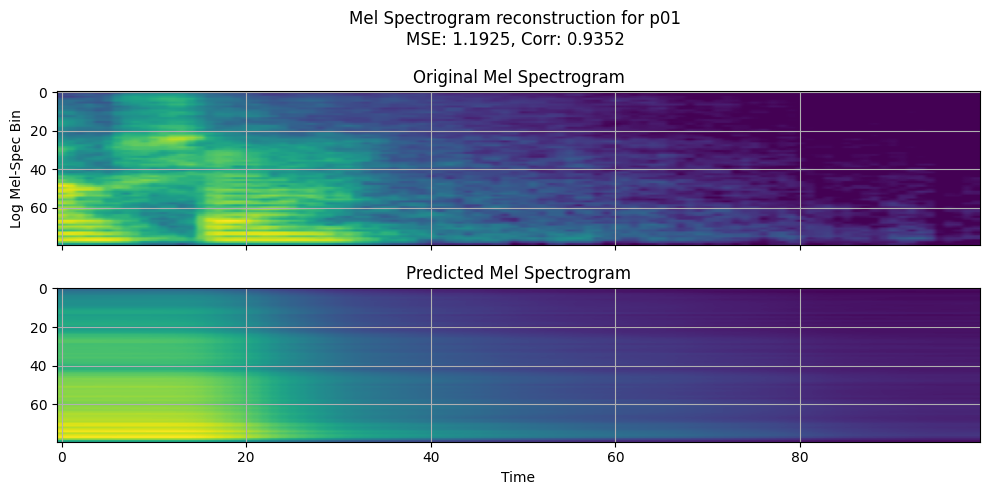 Mel Spectrogram reconstruction for p01
MSE: 1.1925, Corr: 0.9352
Original Mel Spectrogram
0
20
40
60
Log Mel-Spec Bin
Predicted Mel Spectrogram
0
20
40
60
0 20 40 60 80
Time